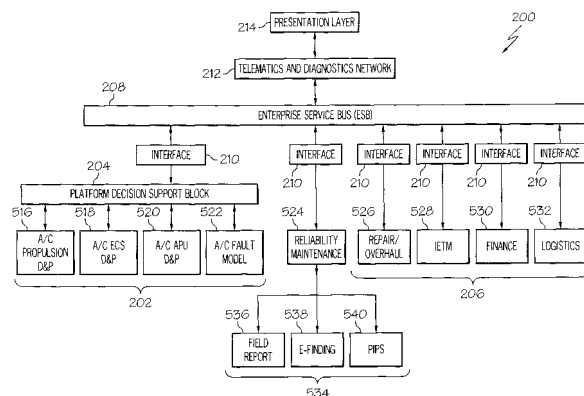 200
214
PRESENTATION LAYER
212
TELEMATICS AND DIAGNOSTICS NETWORK
208
ENTERPRISE SERVICE BUS (ESB)
INTERFACE
210
INTERFACE
210
INTERFACE
210
INTERFACE
210
INTERFACE
210
INTERFACE
210
204
PLATFORM DECISION SUPPORT BLOCK
516
A/C
PROPULSION
D&P
518
A/C ECS
D&P
520
A/C APU
D&P
522
A/C FAULT
MODEL
202
524
RELIABILITY
MAINTENANCE
526
REPAIR/
OVERHAUL
528
IETM
530
FINANCE
532
LOGISTICS
206
536
FIELD
REPORT
538
E-FINDING
540
PIPS
534